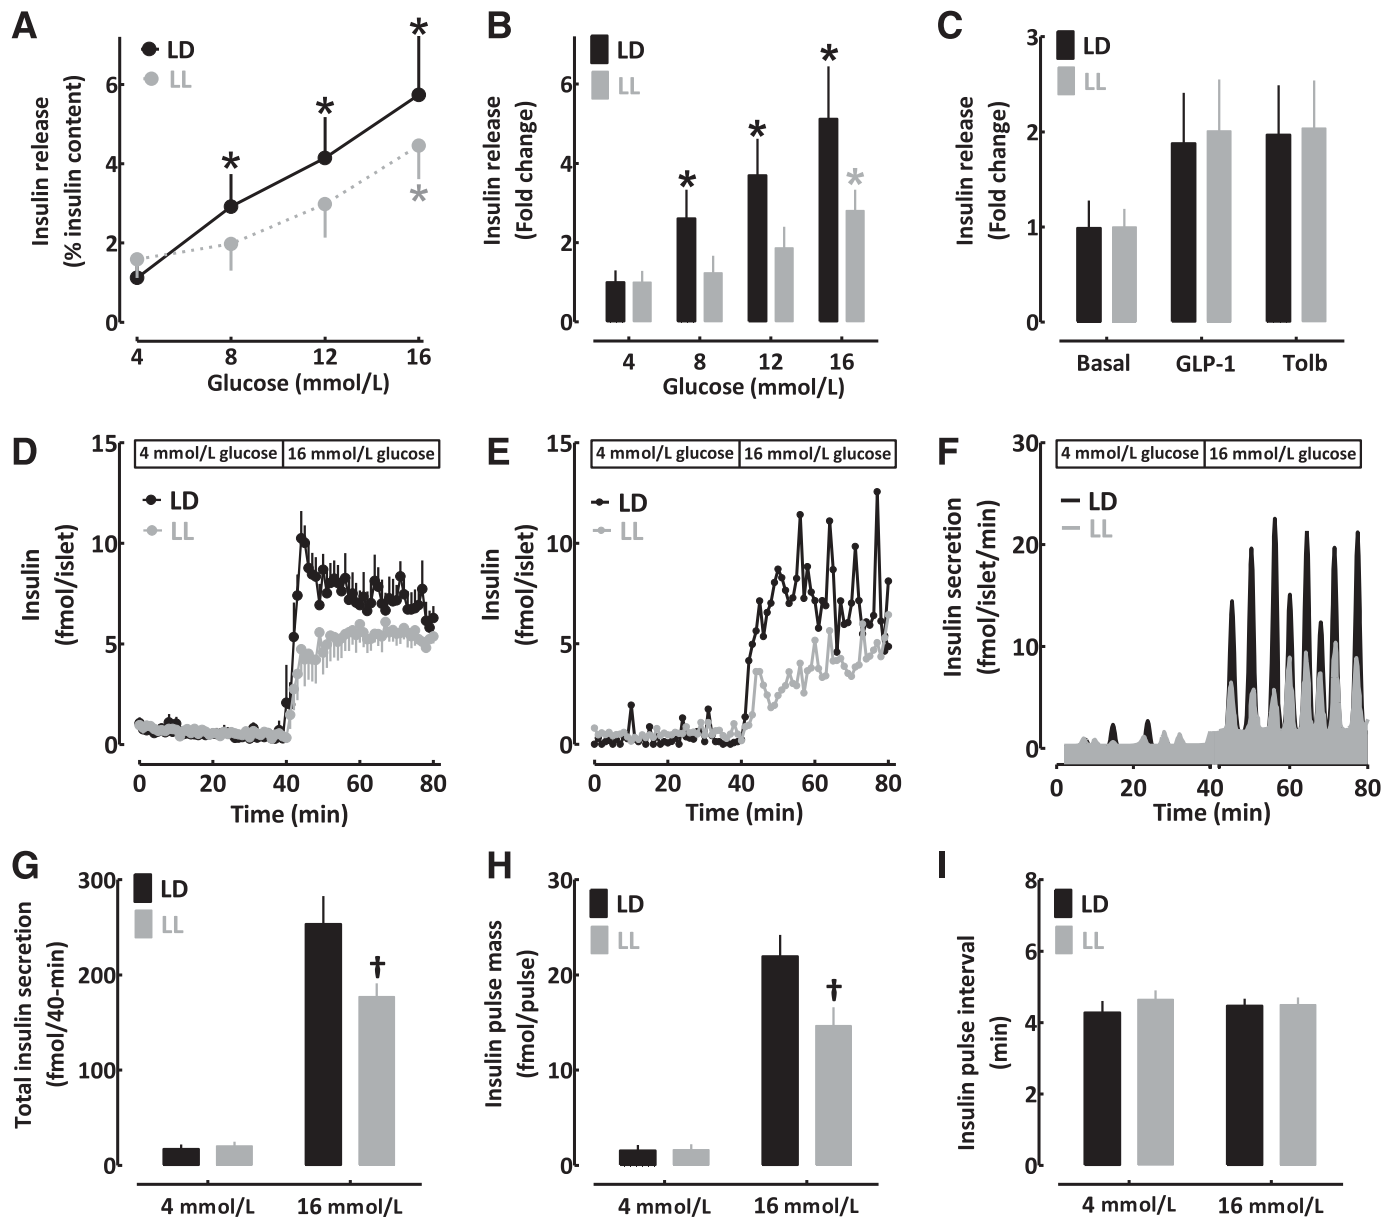 A
Insulin release
(% insulin content)
6
4
2
0
LD
LL
*
*
*
*
4 8 12 16
Glucose (mmol/L)
B
Insulin release
(Fold change)
6
4
2
0
LD
LL
*
*
*
*
4 8 12 16
Glucose (mmol/L)
C
Insulin release
(Fold change)
3
2
1
0
LD
LL
Basal GLP-1 Tolb
D
Insulin
(fmol/islet)
15
10
5
0
4 mmol/L glucose 16 mmol/L glucose
LD
LL
0 20 40 60 80
Time (min)
E
Insulin
(fmol/islet)
15
10
5
0
4 mmol/L glucose 16 mmol/L glucose
LD
LL
0 20 40 60 80
Time (min)
F
Insulin secretion
(fmol/islet/min)
30
20
10
0
4 mmol/L glucose 16 mmol/L glucose
LD
LL
0 20 40 60 80
Time (min)
G
Total insulin secretion
(fmol/40-min)
300
200
100
0
LD
LL
†
4 mmol/L 16 mmol/L
H
Insulin pulse mass
(fmol/pulse)
30
20
10
0
LD
LL
†
4 mmol/L 16 mmol/L
I
Insulin pulse interval
(min)
8
6
4
2
0
LD
LL
4 mmol/L 16 mmol/L